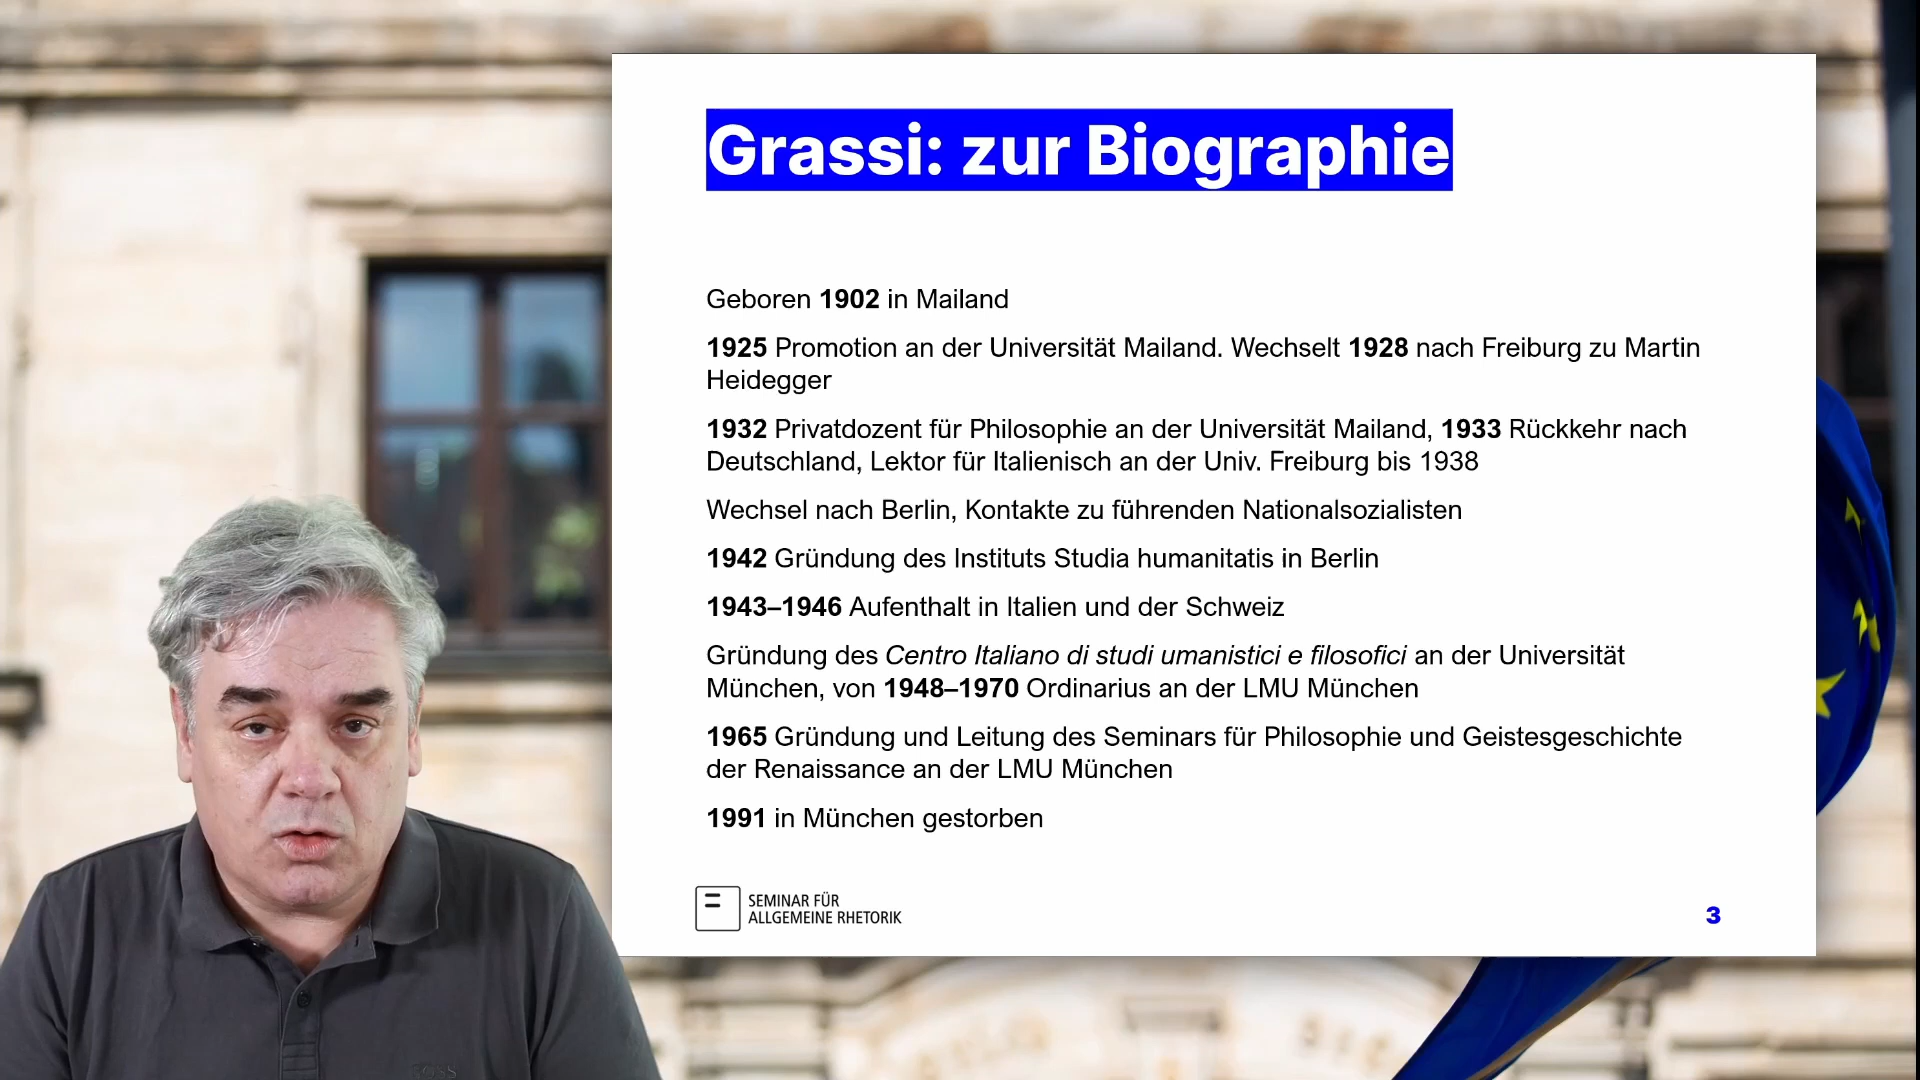 Grassi: zur Biographie
Geboren 1902 in Mailand
1925 Promotion an der Universität Mailand. Wechselt 1928 nach Freiburg zu Martin
Heidegger
1932 Privatdozent für Philosophie an der Universität Mailand, 1933 Rückkehr nach
Deutschland, Lektor für Italienisch an der Univ. Freiburg bis 1938
Wechsel nach Berlin, Kontakte zu führenden Nationalsozialisten
1942 Gründung des Instituts Studia humanitatis in Berlin
1943–1946 Aufenthalt in Italien und der Schweiz
Gründung des Centro Italiano di studi umanistici e filosofici an der Universität
München, von 1948–1970 Ordinarius an der LMU München
1965 Gründung und Leitung des Seminars für Philosophie und Geistesgeschichte
der Renaissance an der LMU München
1991 in München gestorben
SEMINAR FÜR
ALLGEMEINE RHETORIK
3